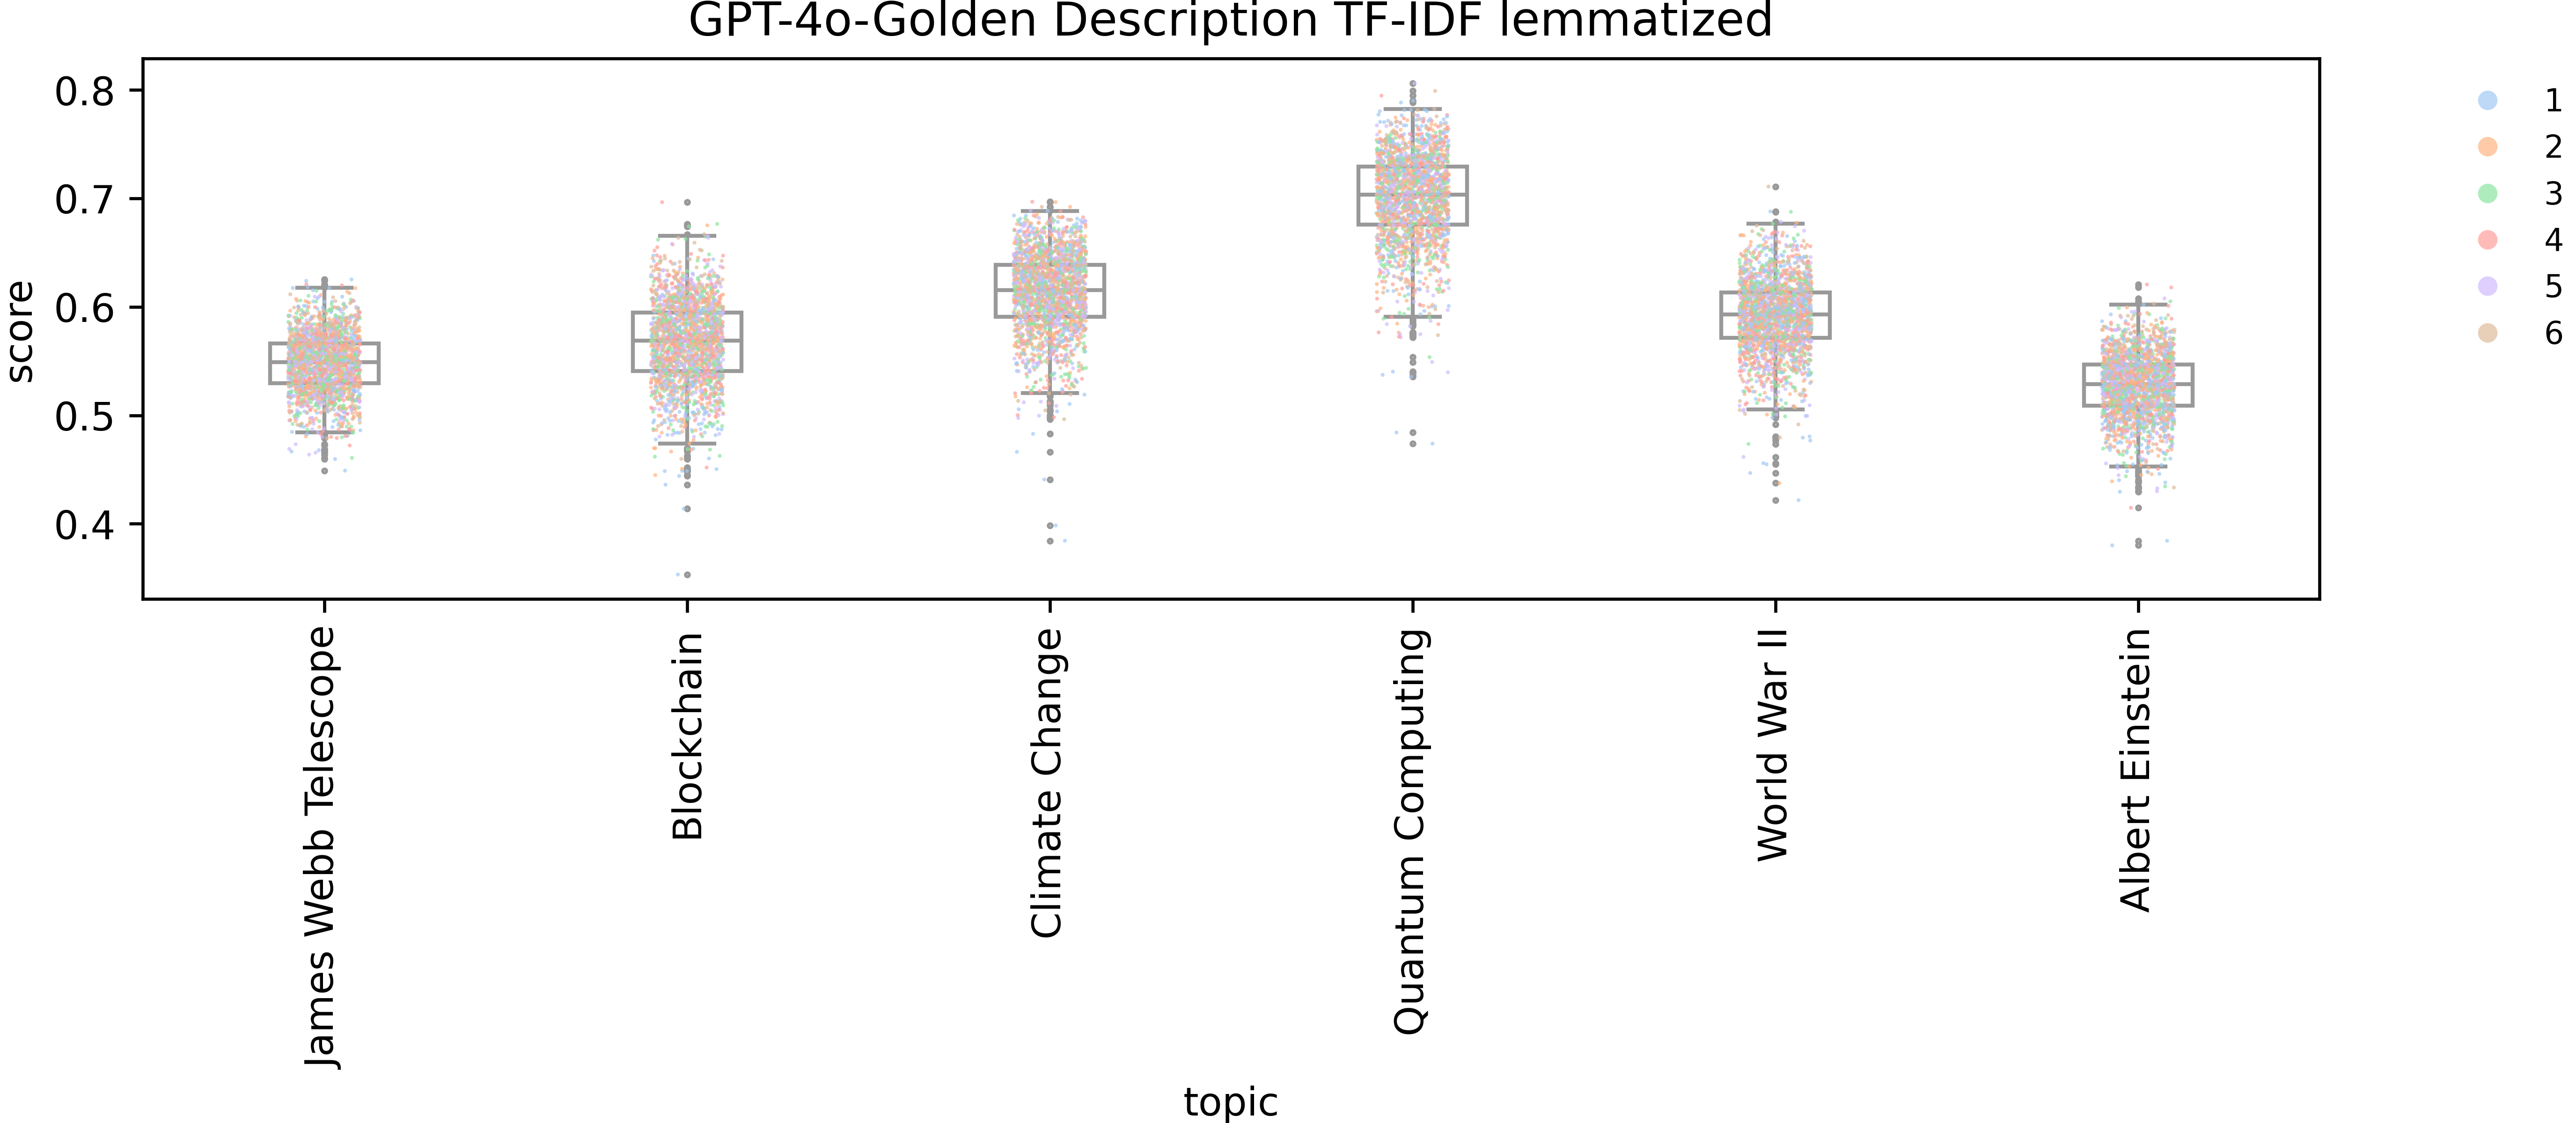 GPT-4o-Golden Description TF-IDF lemmatized
score
0.8
0.7
0.6
0.5
0.4
1
2
3
4
5
6
James Webb Telescope
Blockchain
Climate Change
Quantum Computing
World War II
Albert Einstein
topic